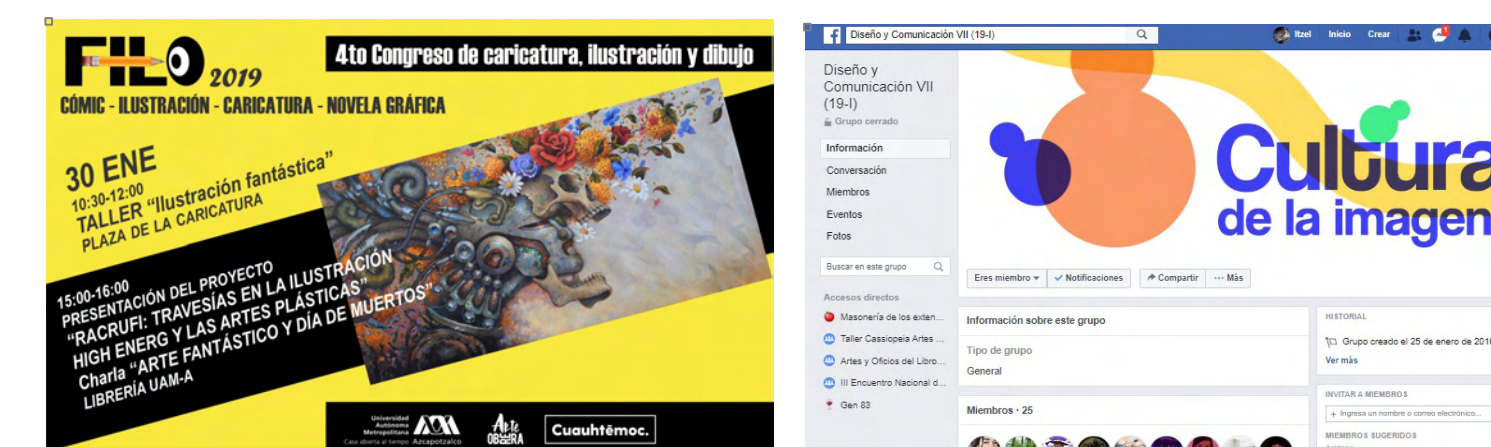 FILO 2019
CÓMIC - ILUSTRACIÓN - CARICATURA - NOVELA GRÁFICA
4to Congreso de caricatura, ilustración y dibujo
30 ENE
10:30-12:00
TALLER “Ilustración fantástica”
PLAZA DE LA CARICATURA
15:00-16:00
PRESENTACIÓN DEL PROYECTO
“RACRUFI: TRAVESÍAS EN LA ILUSTRACIÓN
HIGH ENERG Y LAS ARTES PLÁSTICAS”
Charla “ARTE FANTÁSTICO Y DÍA DE MUERTOS”
LIBRERÍA UAM-A
Universidad
Autónoma
Metropolitana
Casa abierta al tiempo Azcapotzalco
Arte
OBRERA
Cuauhtēmoc.
Diseño y Comunicación VII (19-I)
Itzel
Inicio
Crear
1
Diseño y
Comunicación VII
(19-I)
Grupo cerrado
Información
Conversación
Miembros
Eventos
Fotos
Buscar en este grupo
Accesos directos
Masonería de los exten...
Taller Cassiopeia Artes ...
Artes y Oficios del Libro...
III Encuentro Nacional d...
Gen 83
Cultura
de la imagen
Eres miembro
Notificaciones
Compartir
··· Más
Información sobre este grupo
Tipo de grupo
General
Miembros · 25
HISTORIAL
Grupo creado el 25 de enero de 201
Ver más
INVITAR A MIEMBROS
+ Ingresa un nombre o correo electrónico...
MIEMBROS SUGERIDOS